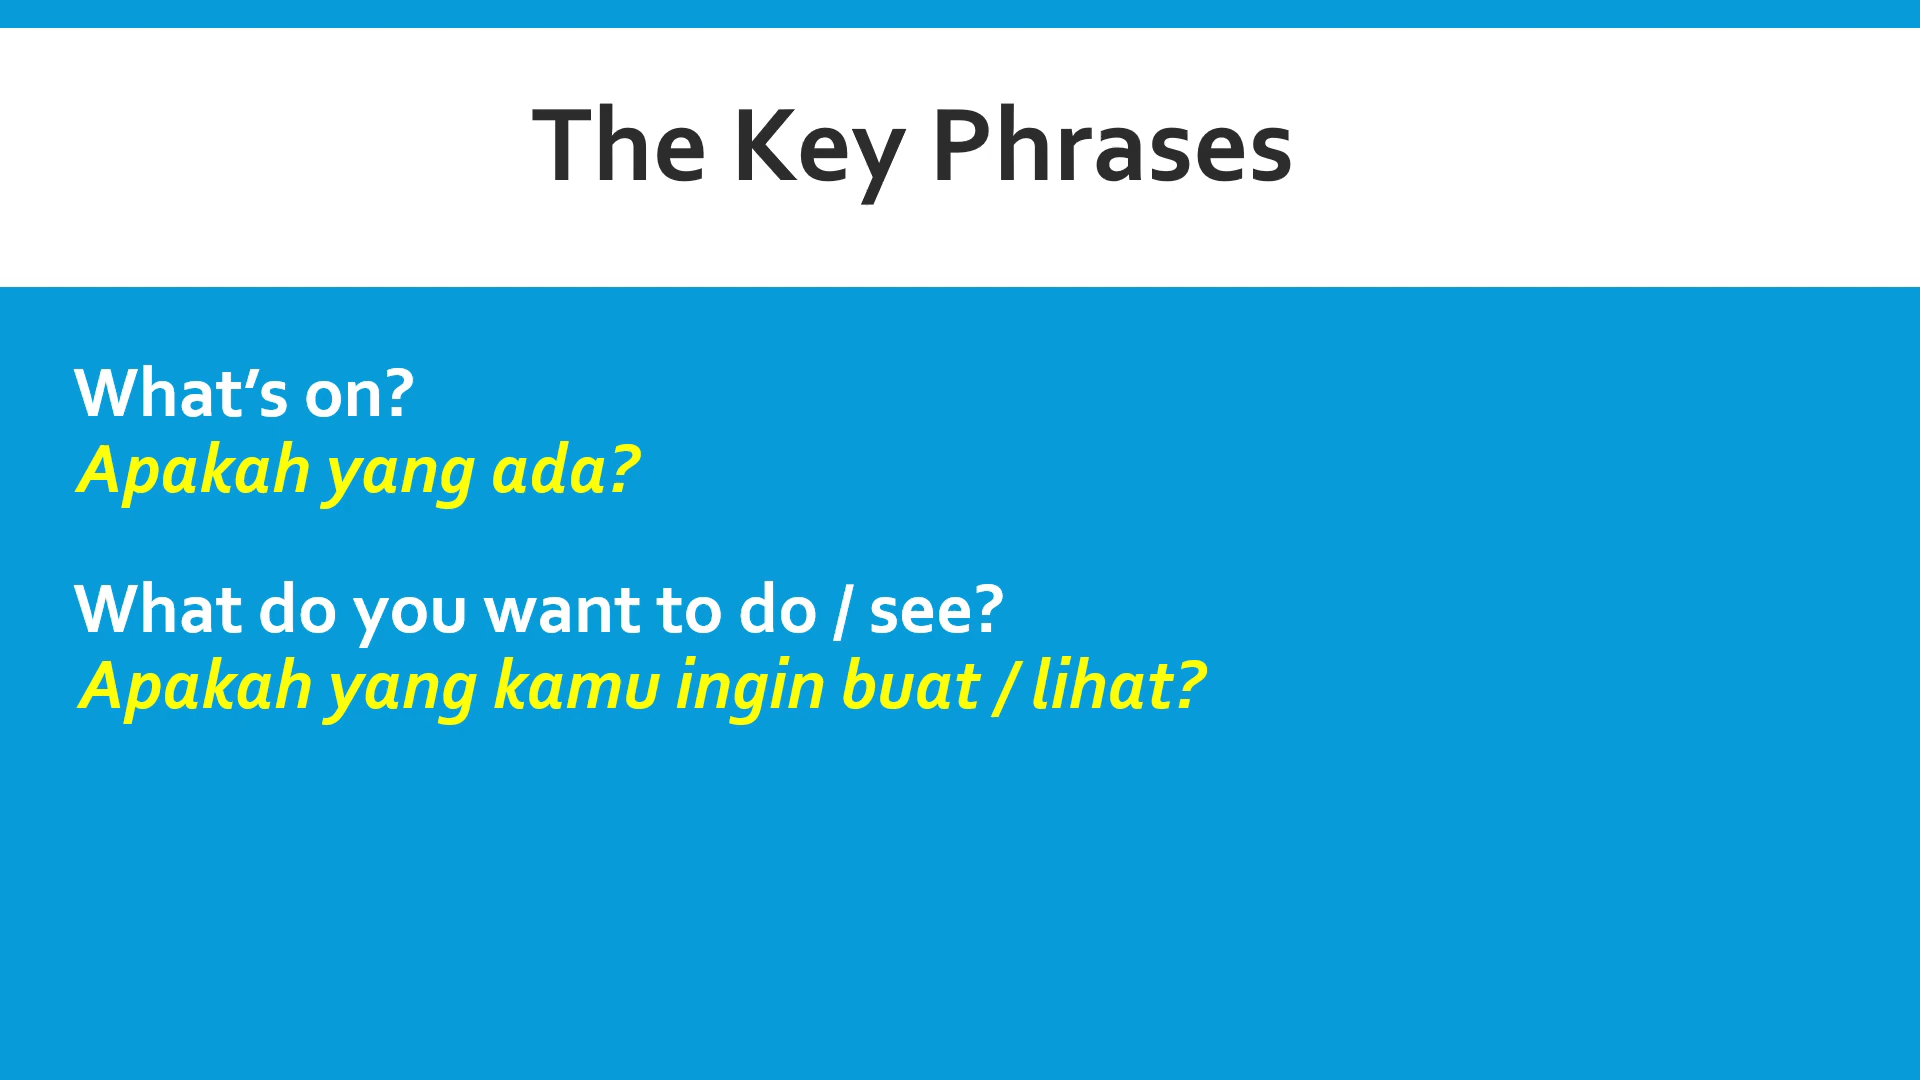 The Key Phrases
What’s on?
Apakah yang ada?
What do you want to do / see?
Apakah yang kamu ingin buat / lihat?